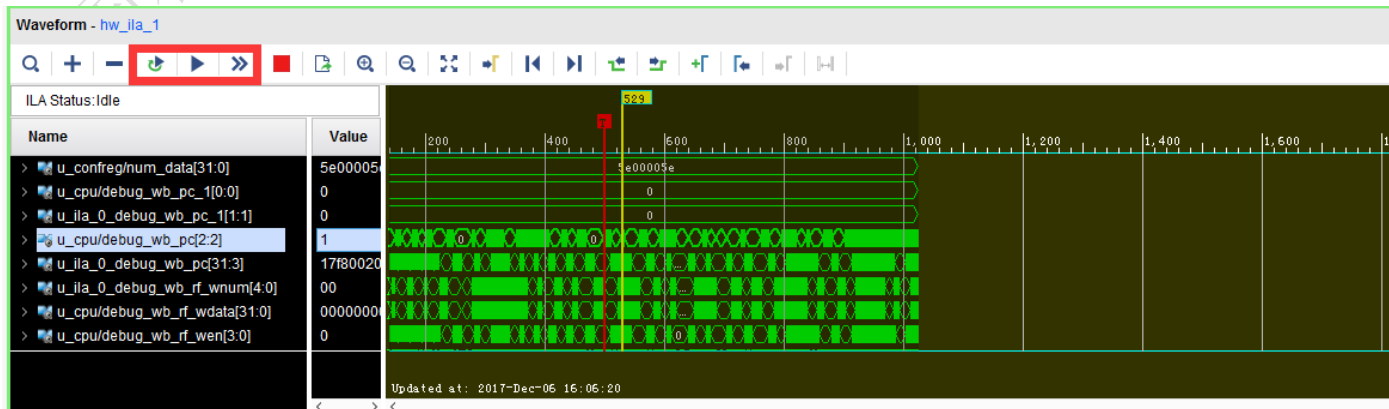 Waveform - hw_ila_1
ILA Status:Idle
Name Value
529
T
200 400 600 800 1,000 1,200 1,400 1,600
u_confreg/num_data[31:0] 5e00005e 5e00005e
u_cpu/debug_wb_pc_1[0:0] 0 0
u_ila_0_debug_wb_pc_1[1:1] 0 0
u_cpu/debug_wb_pc[2:2] 1 0 0
u_ila_0_debug_wb_pc[31:3] 17f80020 ...
u_ila_0_debug_wb_rf_wnum[4:0] 00 ...
u_cpu/debug_wb_rf_wdata[31:0] 0000000 ...
u_cpu/debug_wb_rf_wen[3:0] 0 0
Updated at: 2017-Dec-06 16:06:20